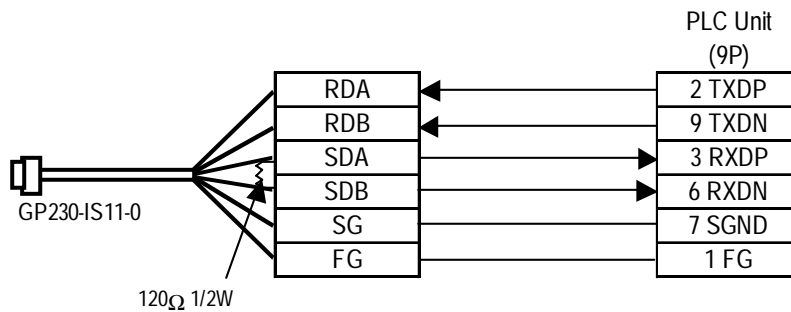 PLC Unit
(9P)
RDA
2 TXDP
RDB
9 TXDN
SDA
3 RXDP
SDB
6 RXDN
SG
7 SGND
FG
1 FG
GP230-IS11-0
120Ω 1/2W